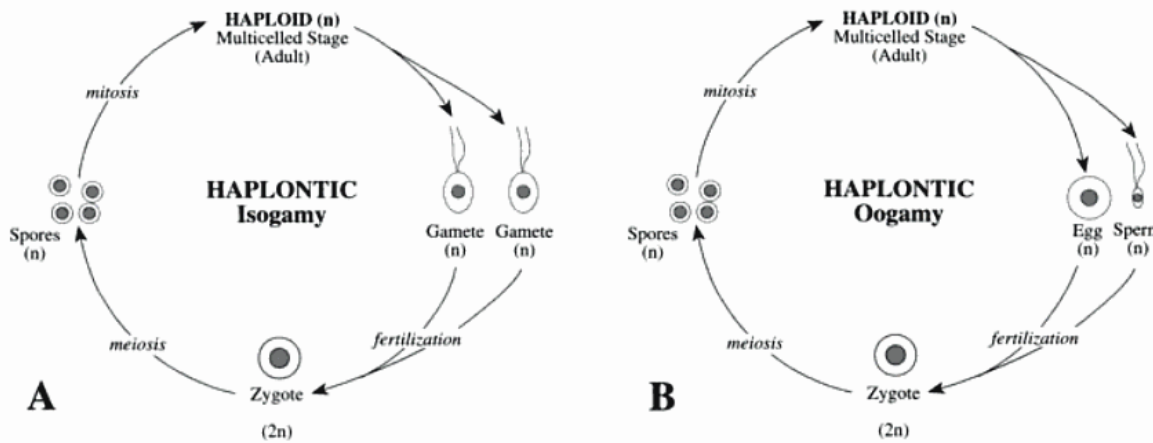 HAPLOID (n)
Multicelled Stage
(Adult)
mitosis
HAPLONTIC
Isogamy
Spores
(n)
Gamete
(n)
Gamete
(n)
meiosis
fertilization
Zygote
(2n)
A
HAPLOID (n)
Multicelled Stage
(Adult)
mitosis
HAPLONTIC
Oogamy
Spores
(n)
Egg
(n)
Sperm
(n)
meiosis
fertilization
Zygote
(2n)
B